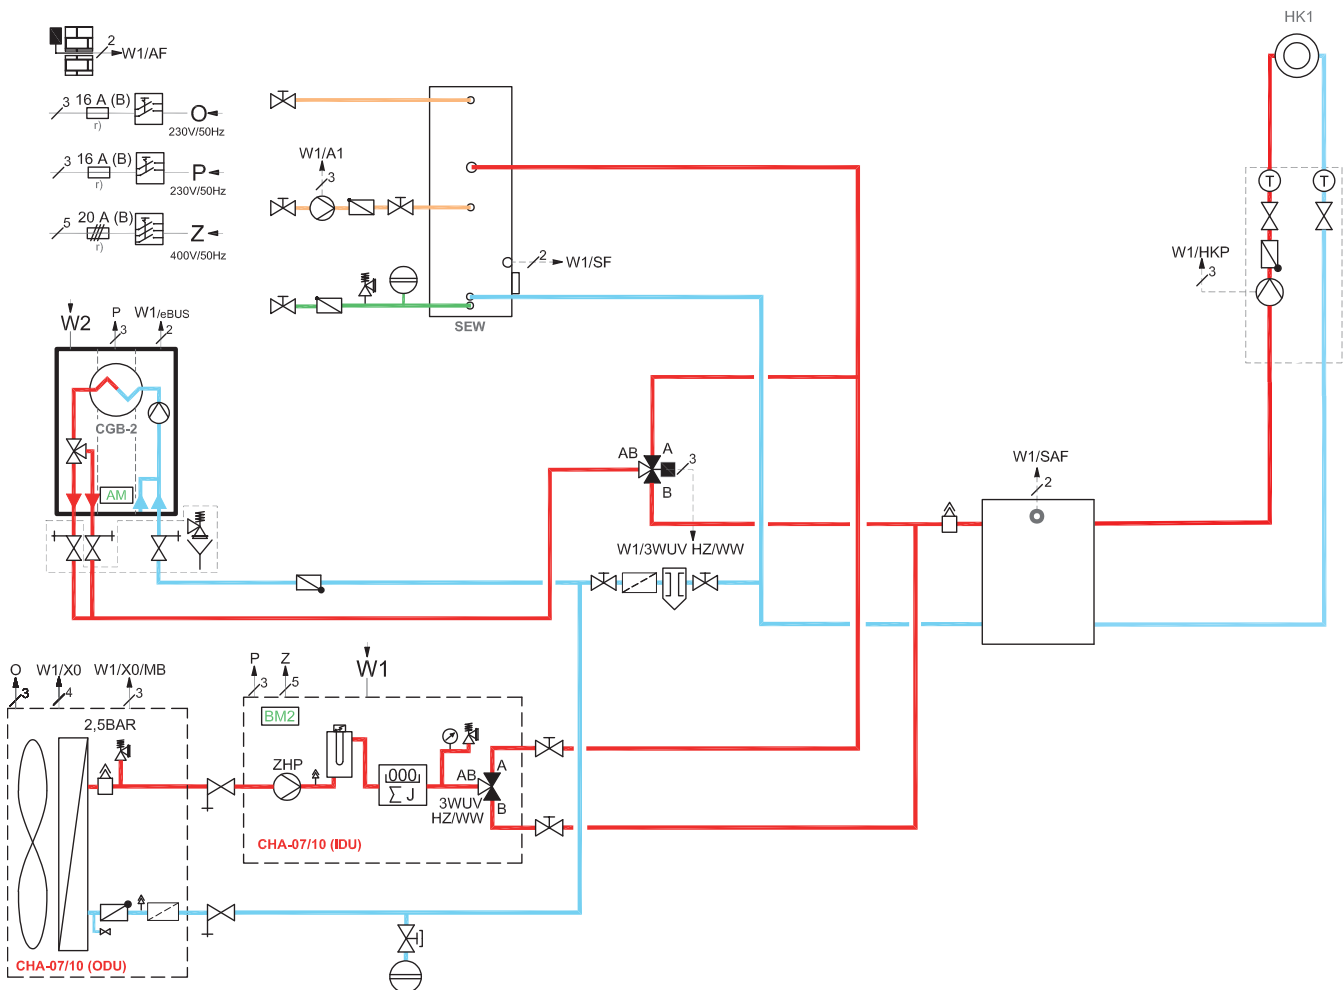 HK1
2
W1/AF
3
16 A (B)
r)
O
230V/50Hz
3
16 A (B)
r)
P
230V/50Hz
5
20 A (B)
r)
Z
400V/50Hz
W1/A1
3
2
W1/SF
SEW
T
T
W1/HKP
3
W2
P
3
W1/eBUS
2
CGB-2
AM
AB
A
3
B
W1/SAF
2
W1/3WUV HZ/WW
O
3
W1/X0
4
W1/X0/MB
3
2,5BAR
P
3
Z
5
W1
BM2
ZHP
000
ΣJ
AB
A
B
3WUV
HZ/WW
CHA-07/10 (IDU)
CHA-07/10 (ODU)